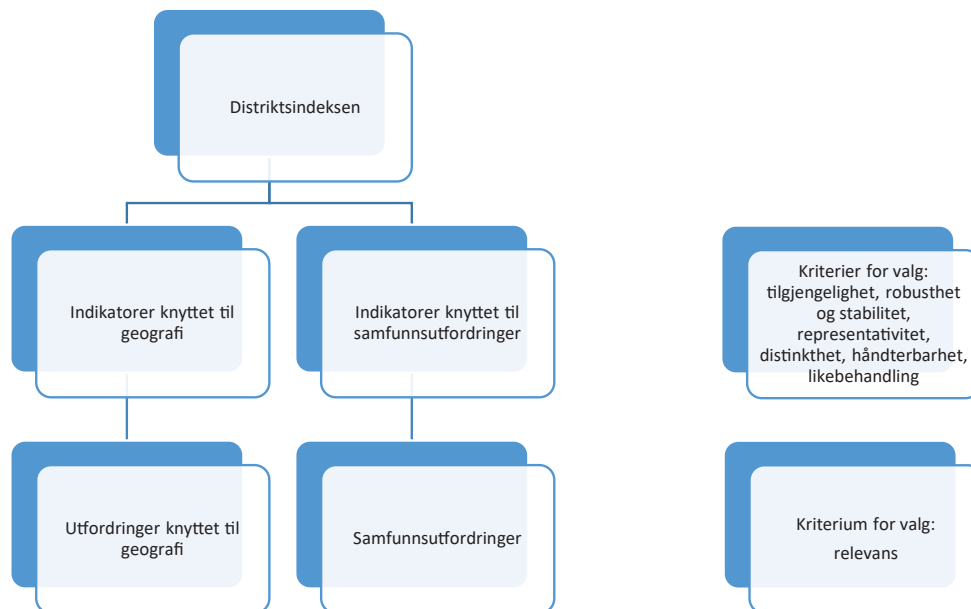 Distriktsindeksen
Indikatorer knyttet til
geografi
Indikatorer knyttet til
samfunnsutfordringer
Kriterier for valg:
tilgjengelighet, robusthet
og stabilitet,
representativitet,
distinkthet, håndterbarhet,
likebehandling
Utfordringer knyttet til
geografi
Samfunnsutfordringer
Kriterium for valg:
relevans